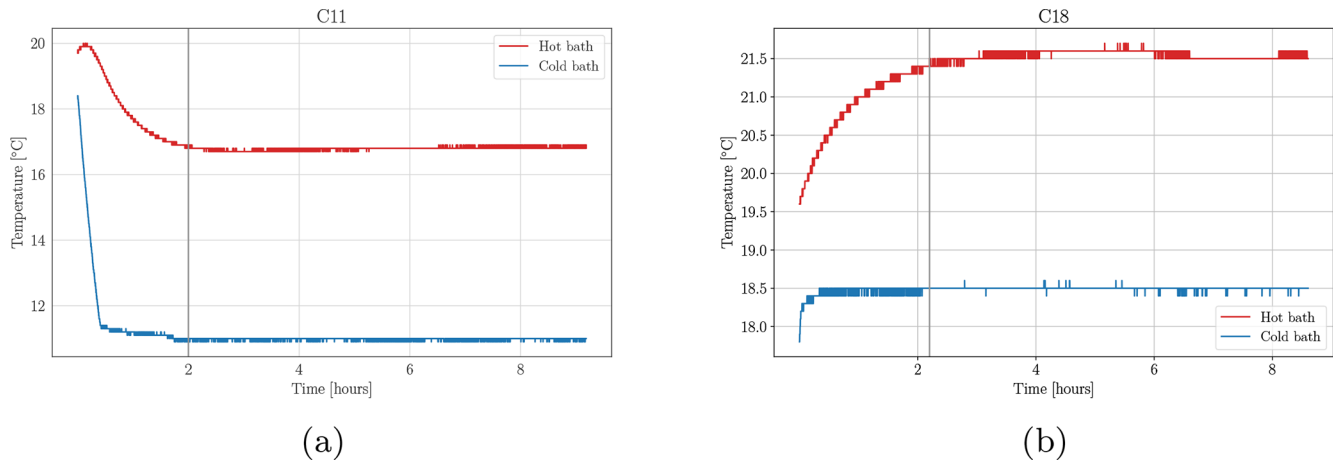 C11
20
18
16
14
12
Temperature [°C]
Hot bath
Cold bath
2
4
6
8
Time [hours]
(a)
C18
21.5
21.0
20.5
20.0
19.5
19.0
18.5
18.0
Temperature [°C]
Hot bath
Cold bath
2
4
6
8
Time [hours]
(b)